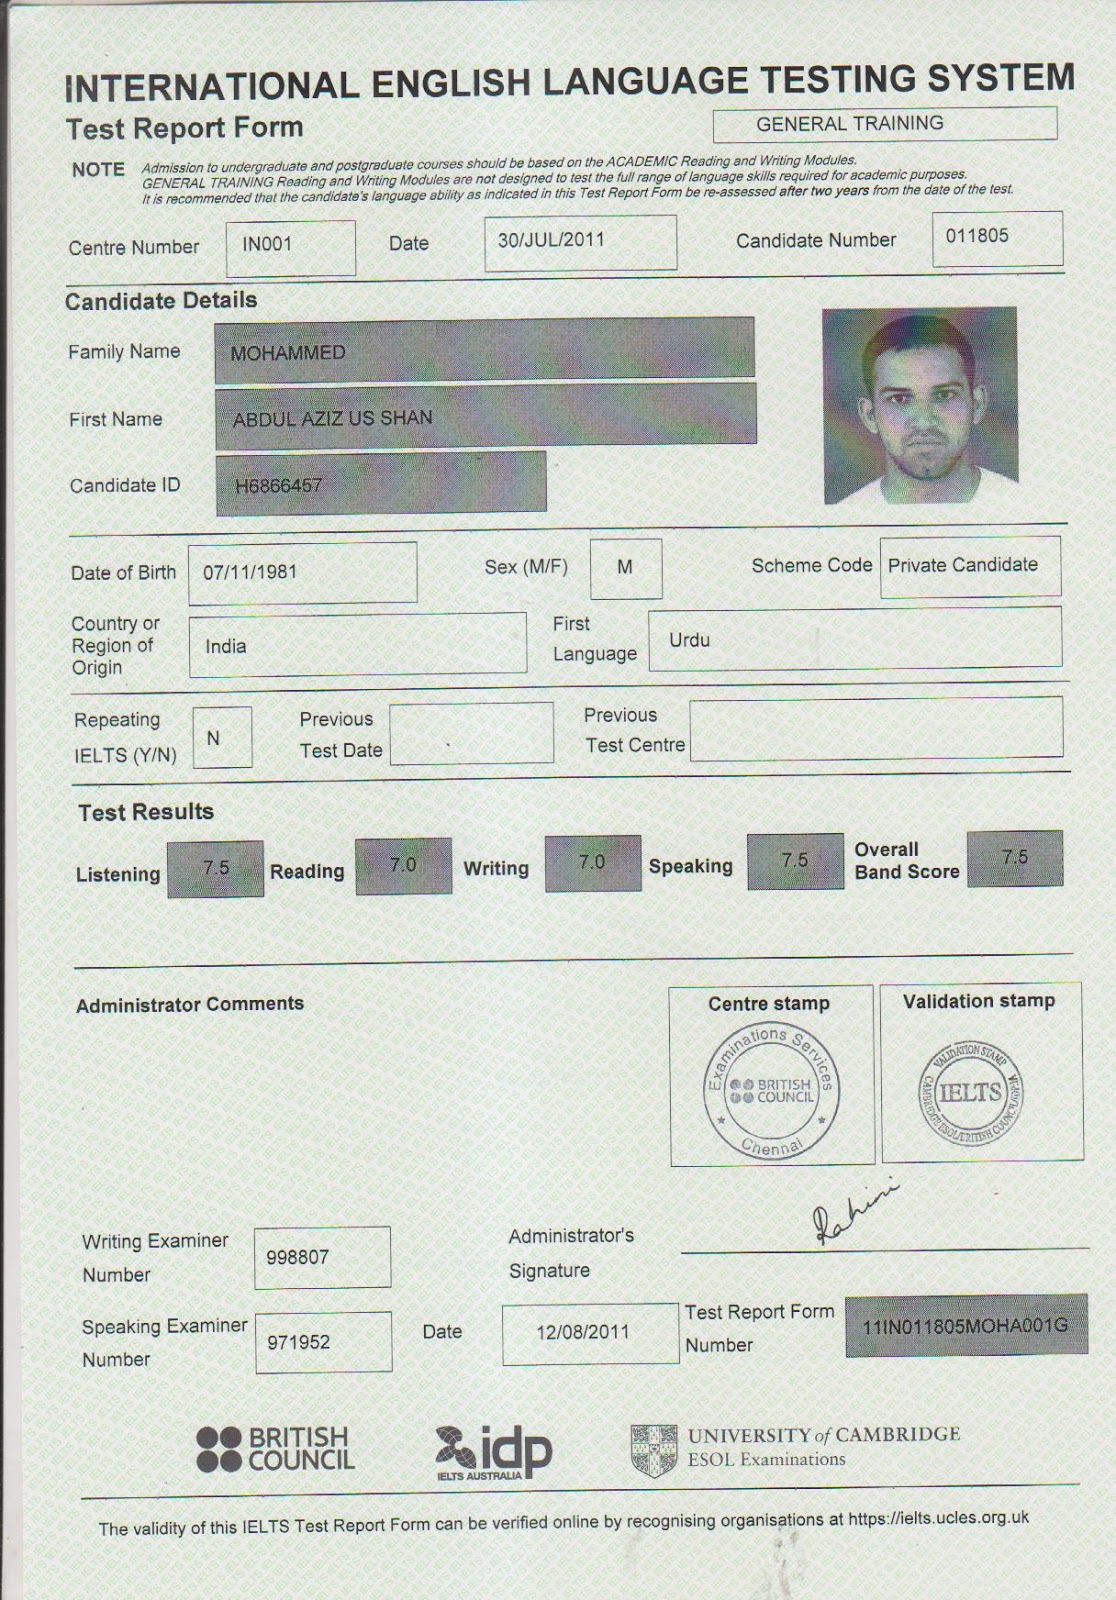 INTERNATIONAL ENGLISH LANGUAGE TESTING SYSTEM
Test Report Form
GENERAL TRAINING
NOTE Admission to undergraduate and postgraduate courses should be based on the ACADEMIC Reading and Writing Modules.
GENERAL TRAINING Reading and Writing Modules are not designed to test the full range of language skills required for academic purposes.
It is recommended that the candidate's language ability as indicated in this Test Report Form be re-assessed after two years from the date of the test.
Centre Number IN001 Date 30/JUL/2011 Candidate Number 011805
Candidate Details
Family Name MOHAMMED
First Name ABDUL AZIZ US SHAN
Candidate ID H6866457
Date of Birth 07/11/1981 Sex (M/F) M Scheme Code Private Candidate
Country or Region of Origin India First Language Urdu
Repeating IELTS (Y/N) N Previous Test Date Previous Test Centre
Test Results
Listening 7.5 Reading 7.0 Writing 7.0 Speaking 7.5 Overall Band Score 7.5
Administrator Comments
Centre stamp
Examinations Services
BRITISH COUNCIL
Chennai
Validation stamp
VALIDATION STAMP
IELTS
Writing Examiner Number 998807
Administrator's Signature
Speaking Examiner Number 971952
Date 12/08/2011
Test Report Form Number 11IN011805MOHA001G
BRITISH COUNCIL
idp
IELTS AUSTRALIA
UNIVERSITY of CAMBRIDGE
ESOL Examinations
The validity of this IELTS Test Report Form can be verified online by recognising organisations at https://ielts.ucles.org.uk